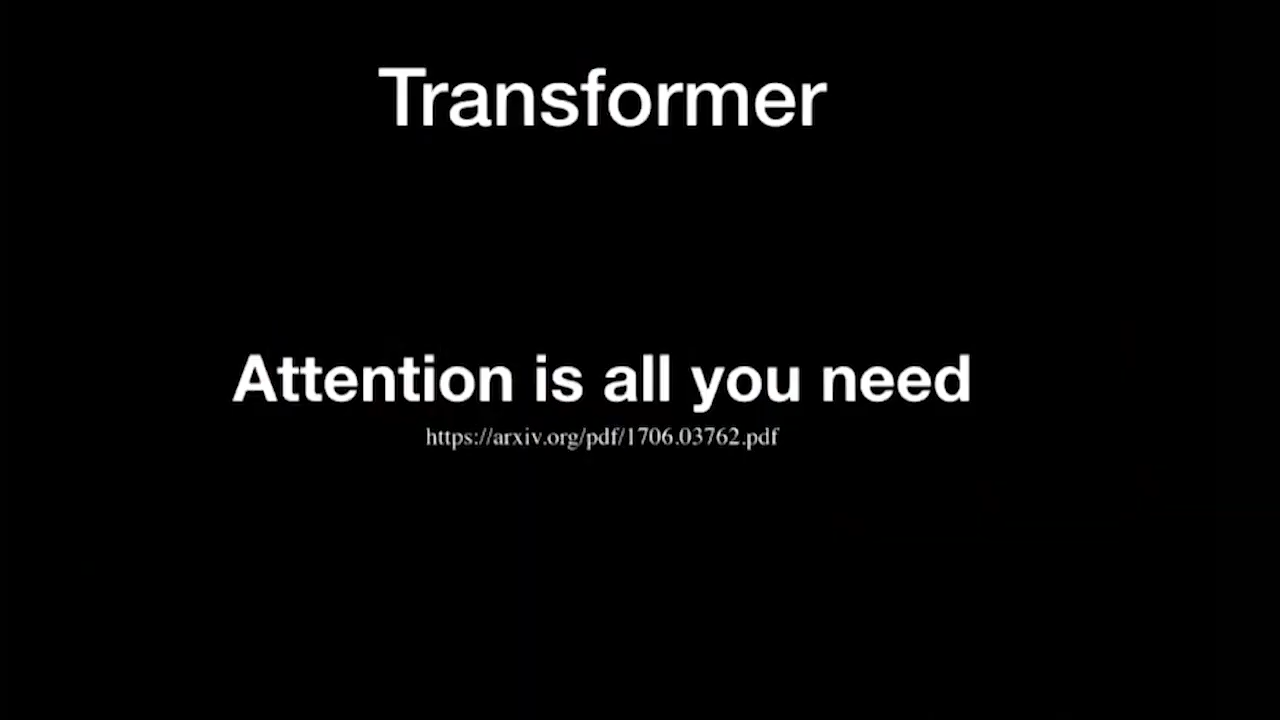 Transformer
Attention is all you need
https://arxiv.org/pdf/1706.03762.pdf